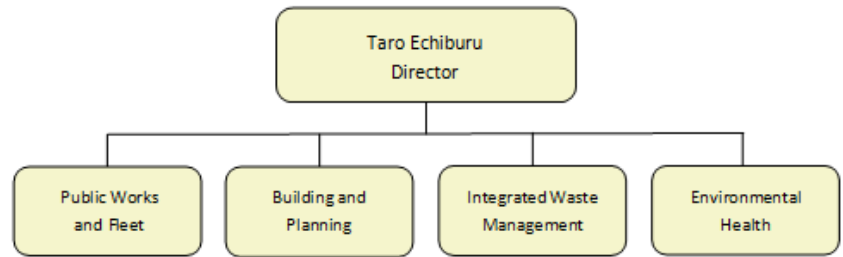 Taro Echiburu
Director
Public Works
and Fleet
Building and
Planning
Integrated Waste
Management
Environmental
Health